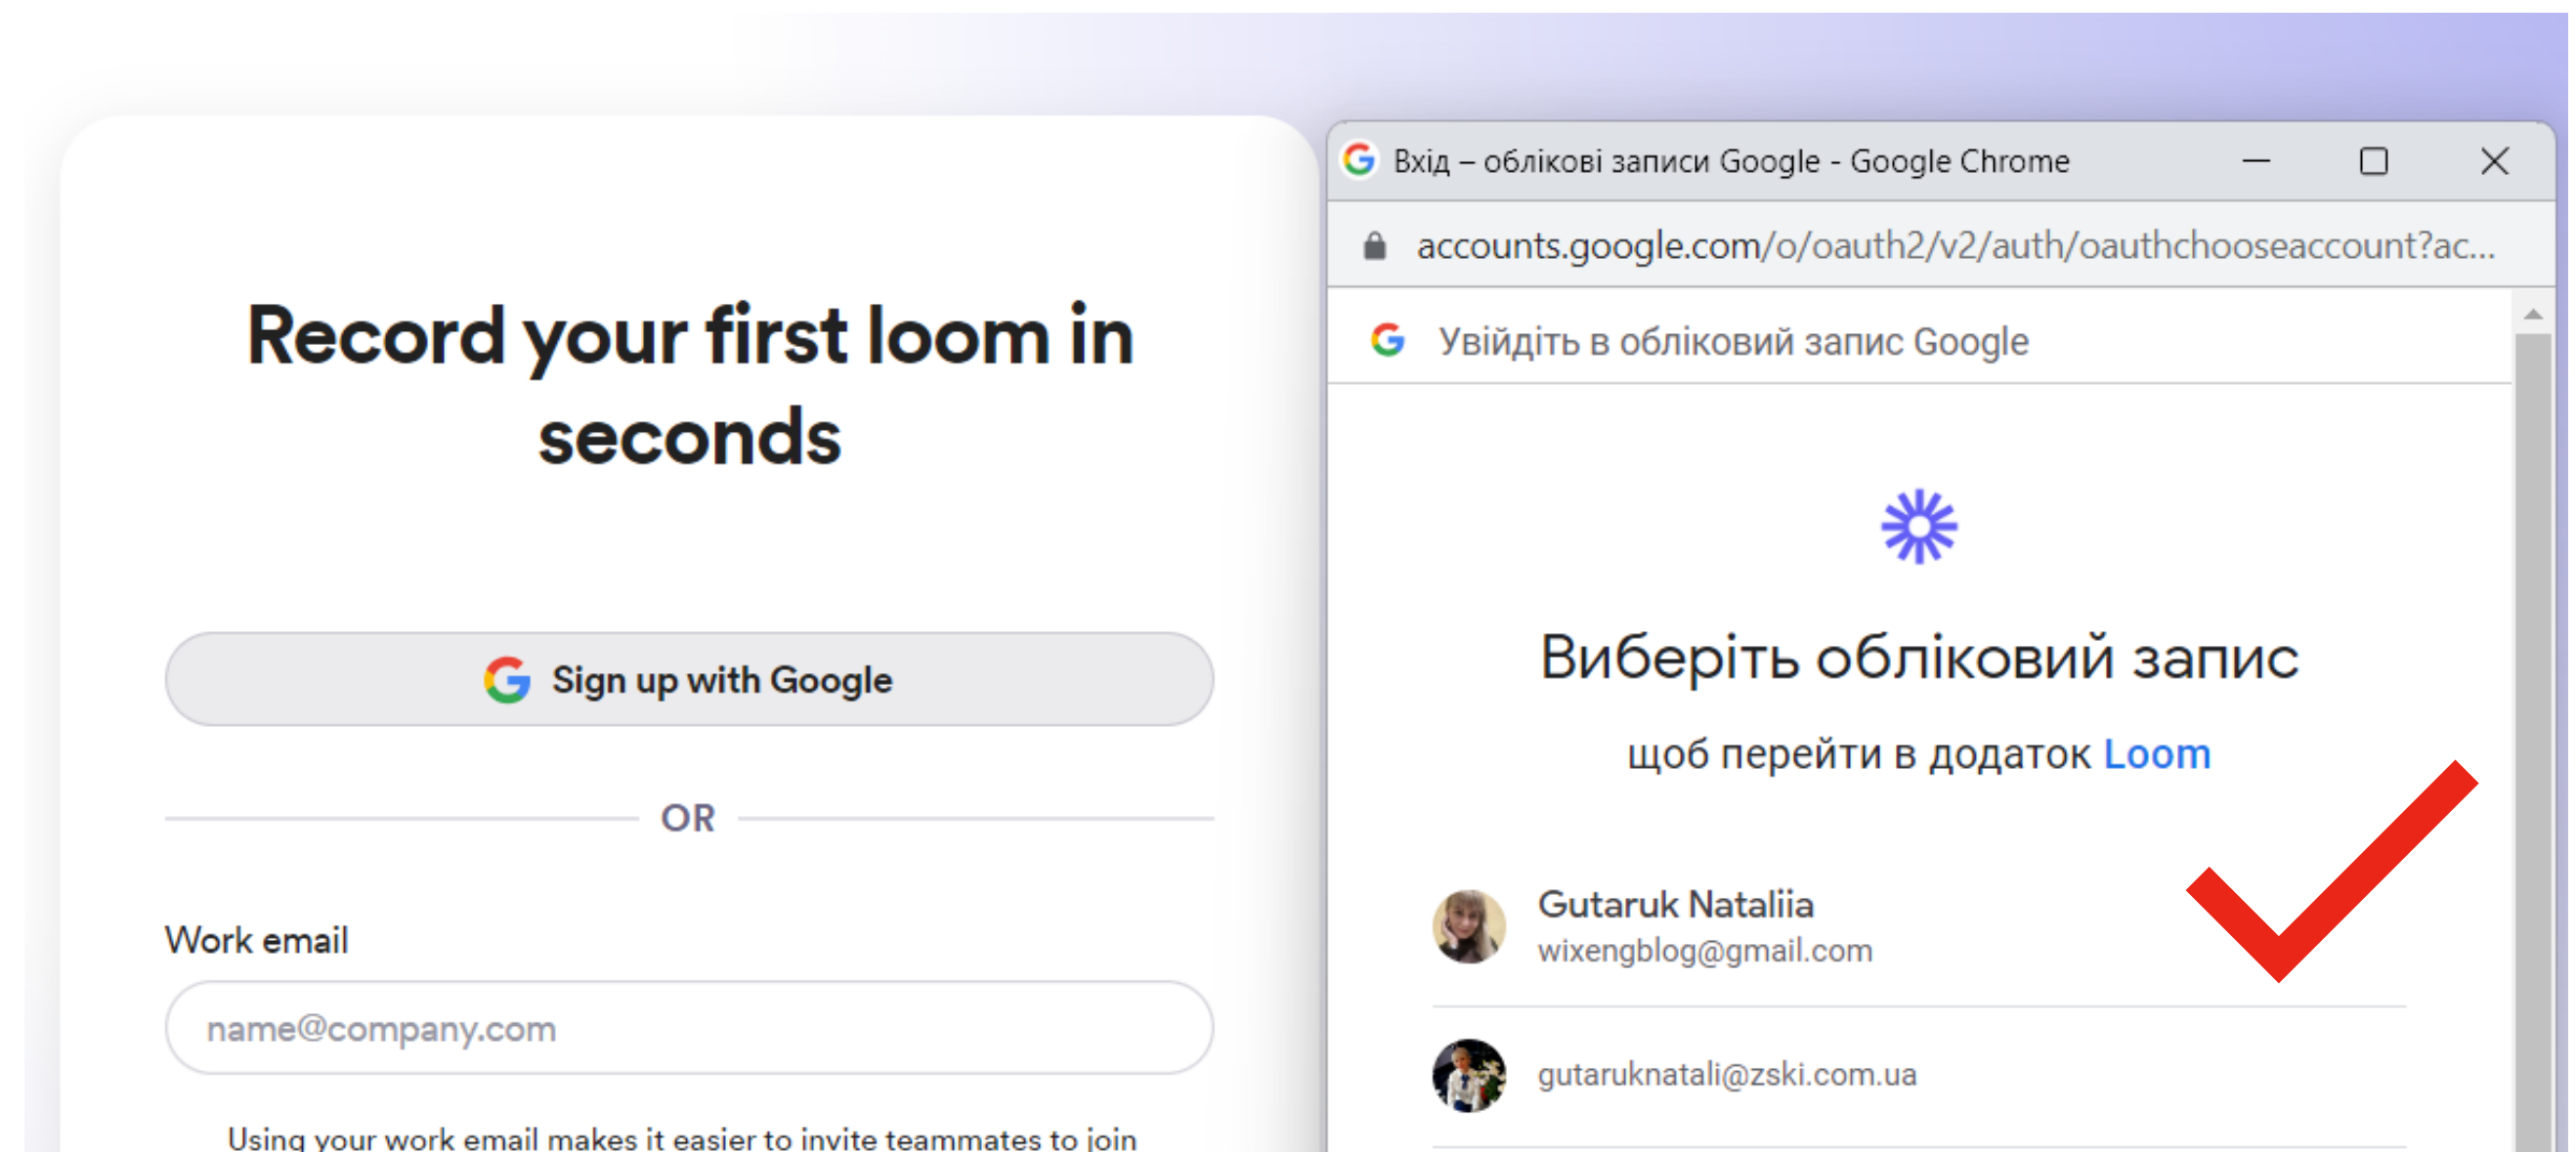 Record your first loom in
seconds
Sign up with Google
OR
Work email
name@company.com
Using your work email makes it easier to invite teammates to join
Вхід – облікові записи Google - Google Chrome
accounts.google.com/o/oauth2/v2/auth/oauthchooseaccount?ac...
Увійдіть в обліковий запис Google
Виберіть обліковий запис
щоб перейти в додаток Loom
Gutaruk Nataliia
wixengblog@gmail.com
gutaruknatali@zski.com.ua